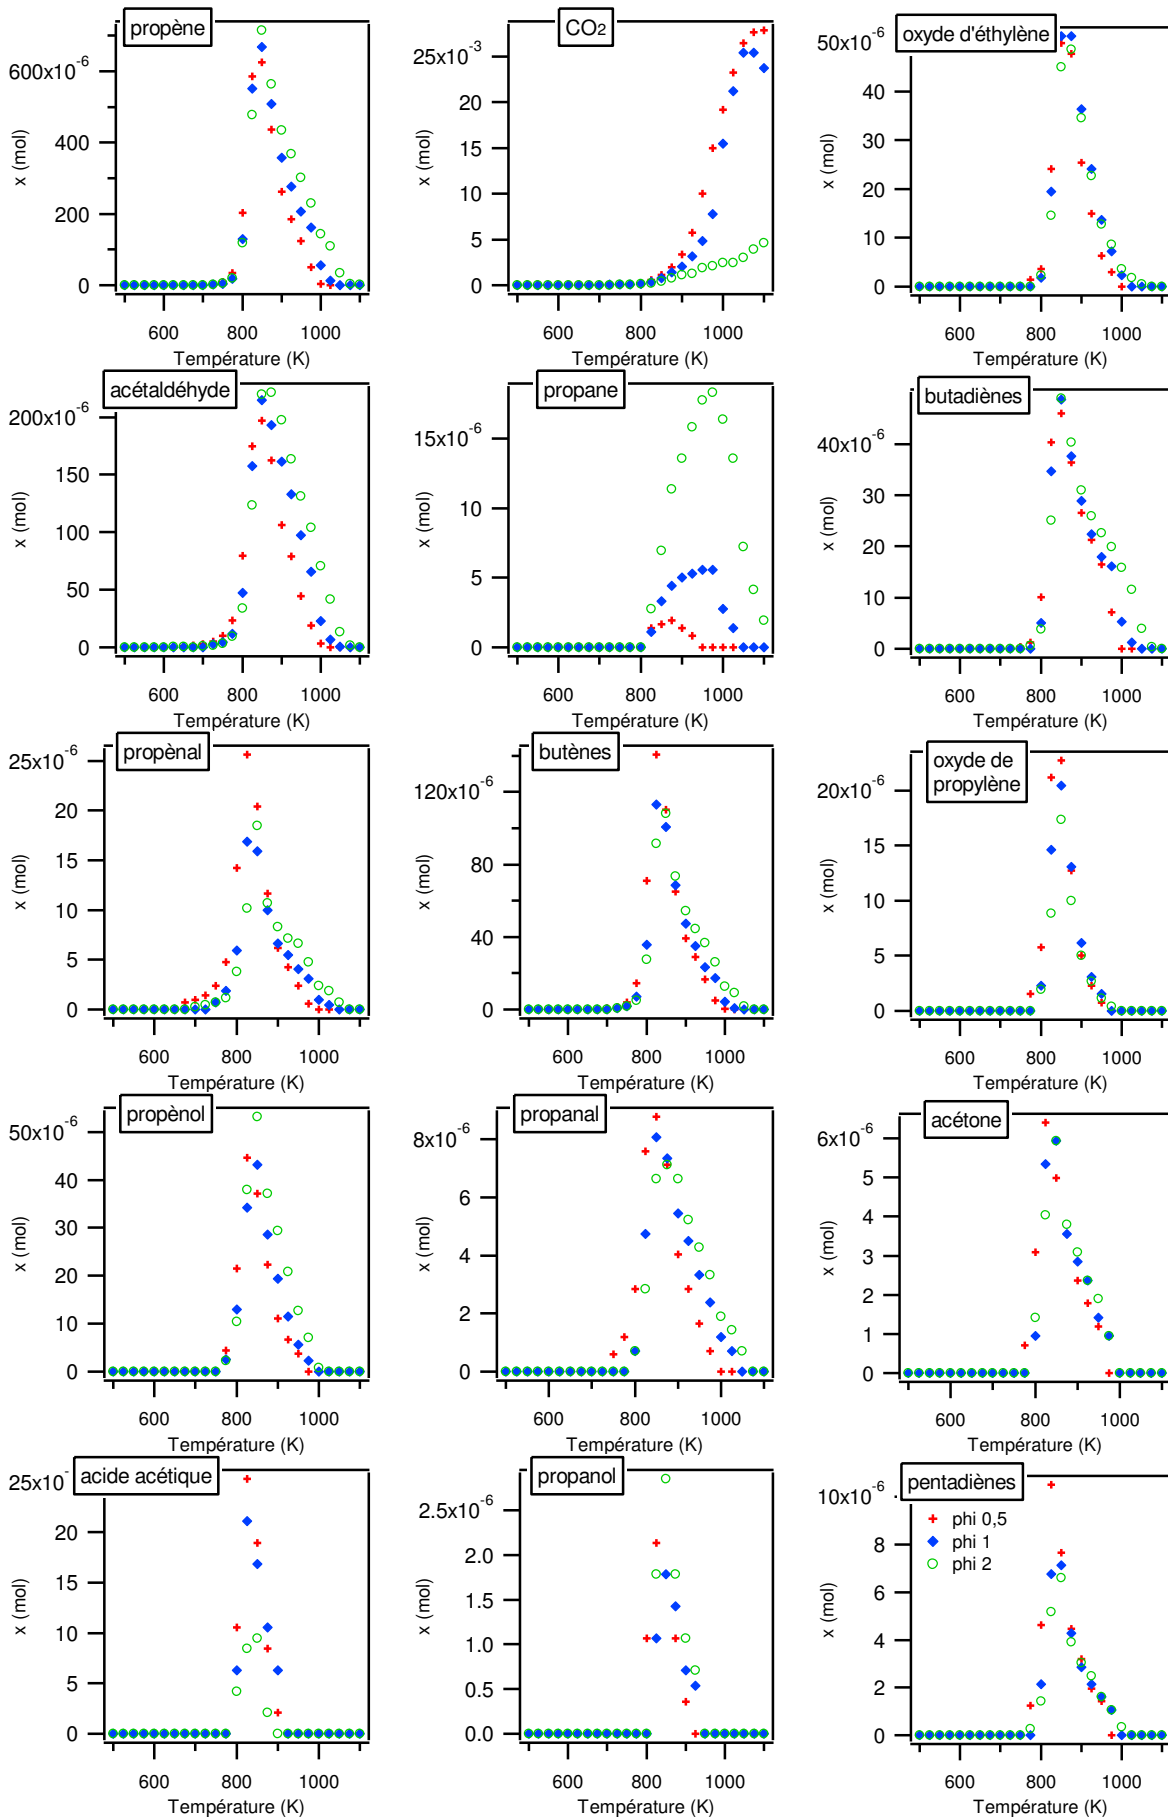 propène
600x10-6
400
200
0
x (mol)
600 800 1000
Température (K)
CO2
25x10-3
20
15
10
5
0
x (mol)
600 800 1000
Température (K)
oxyde d'éthylène
50x10-6
40
30
20
10
0
x (mol)
600 800 1000
Température (K)
acétaldéhyde
200x10-6
150
100
50
0
x (mol)
600 800 1000
Température (K)
propane
15x10-6
10
5
0
x (mol)
600 800 1000
Température (K)
butadiènes
40x10-6
30
20
10
0
x (mol)
600 800 1000
Température (K)
propènal
25x10-6
20
15
10
5
0
x (mol)
600 800 1000
Température (K)
butènes
120x10-6
80
40
0
x (mol)
600 800 1000
Température (K)
oxyde de
propylène
20x10-6
15
10
5
0
x (mol)
600 800 1000
Température (K)
propènol
50x10-6
40
30
20
10
0
x (mol)
600 800 1000
Température (K)
propanal
8x10-6
6
4
2
0
x (mol)
600 800 1000
Température (K)
acétone
6x10-6
5
4
3
2
1
0
x (mol)
600 800 1000
Température (K)
acide acétique
25x10-
20
15
10
5
0
x (mol)
600 800 1000
Température (K)
propanol
2.5x10-6
2.0
1.5
1.0
0.5
0.0
x (mol)
600 800 1000
Température (K)
pentadiènes
phi 0,5
phi 1
phi 2
10x10-6
8
6
4
2
0
x (mol)
600 800 1000
Température (K)